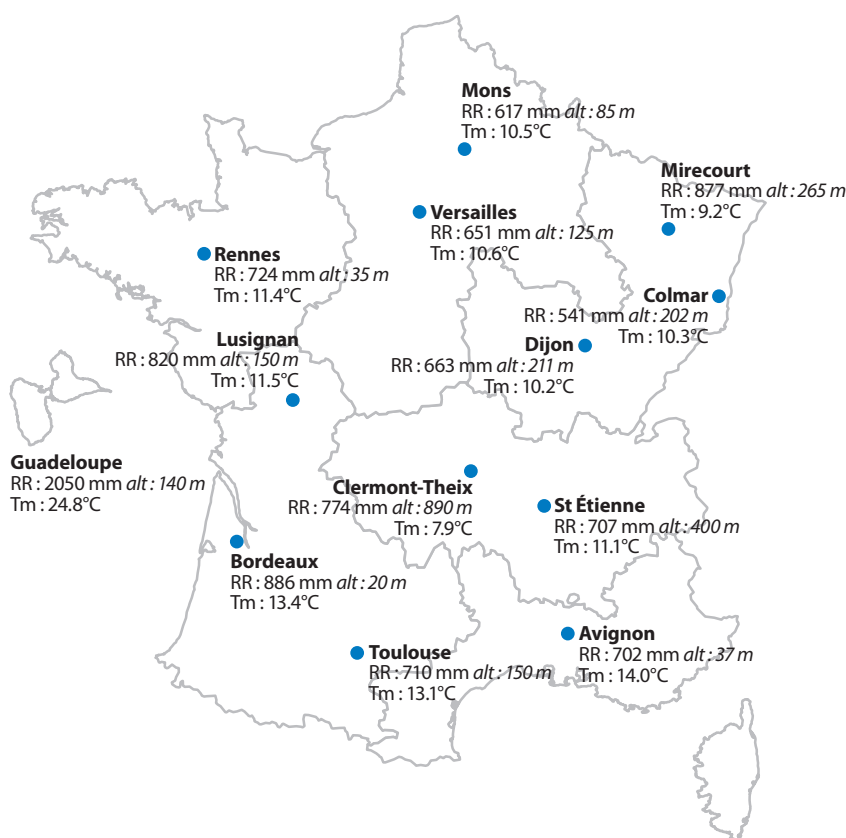 Mons
RR : 617 mm alt : 85 m
Tm : 10.5°C
Mirecourt
RR : 877 mm alt : 265 m
Tm : 9.2°C
Versailles
RR : 651 mm alt : 125 m
Tm : 10.6°C
Rennes
RR : 724 mm alt : 35 m
Tm : 11.4°C
Colmar
RR : 541 mm alt : 202 m
Tm : 10.3°C
Lusignan
RR : 820 mm alt : 150 m
Tm : 11.5°C
Dijon
RR : 663 mm alt : 211 m
Tm : 10.2°C
Guadeloupe
RR : 2050 mm alt : 140 m
Tm : 24.8°C
Clermont-Theix
RR : 774 mm alt : 890 m
Tm : 7.9°C
St Étienne
RR : 707 mm alt : 400 m
Tm : 11.1°C
Bordeaux
RR : 886 mm alt : 20 m
Tm : 13.4°C
Avignon
RR : 702 mm alt : 37 m
Tm : 14.0°C
Toulouse
RR : 710 mm alt : 150 m
Tm : 13.1°C